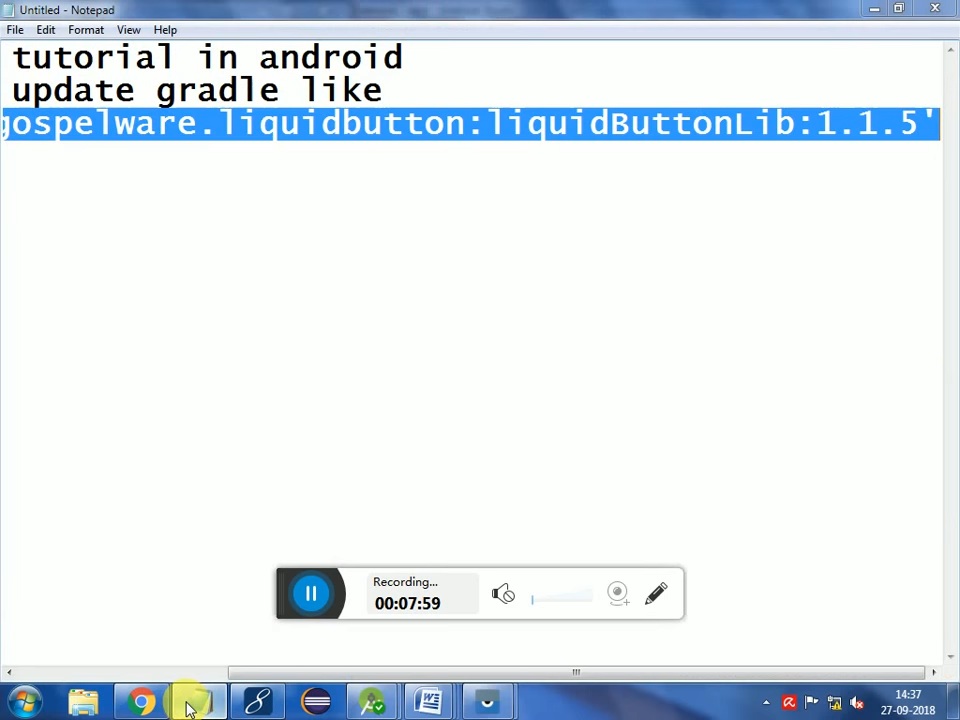 Untitled - Notepad
File Edit Format View Help
tutorial in android
update gradle like
gospelware.liquidbutton:liquidButtonLib:1.1.5'
Recording...
00:07:59
14:37
27-09-2018